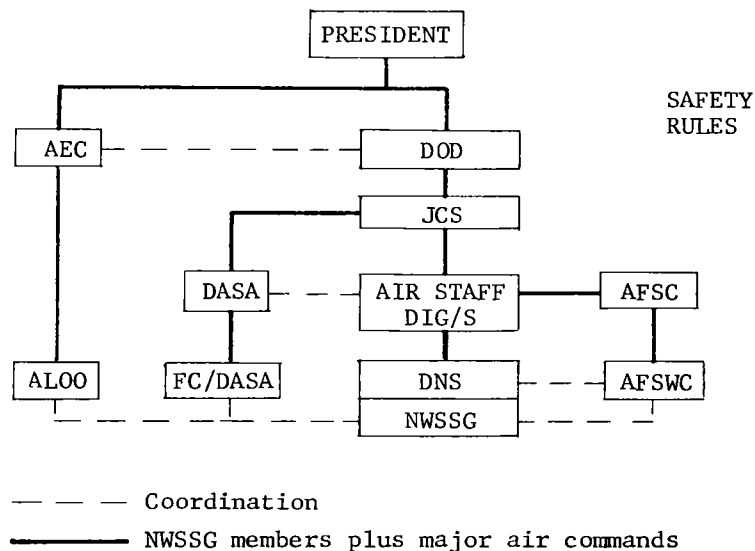 PRESIDENT
SAFETY
RULES
AEC
DOD
JCS
DASA
AIR STAFF
DIG/S
AFSC
ALOO
FC/DASA
DNS
AFSWC
NWSSG
Coordination
NWSSG members plus major air commands